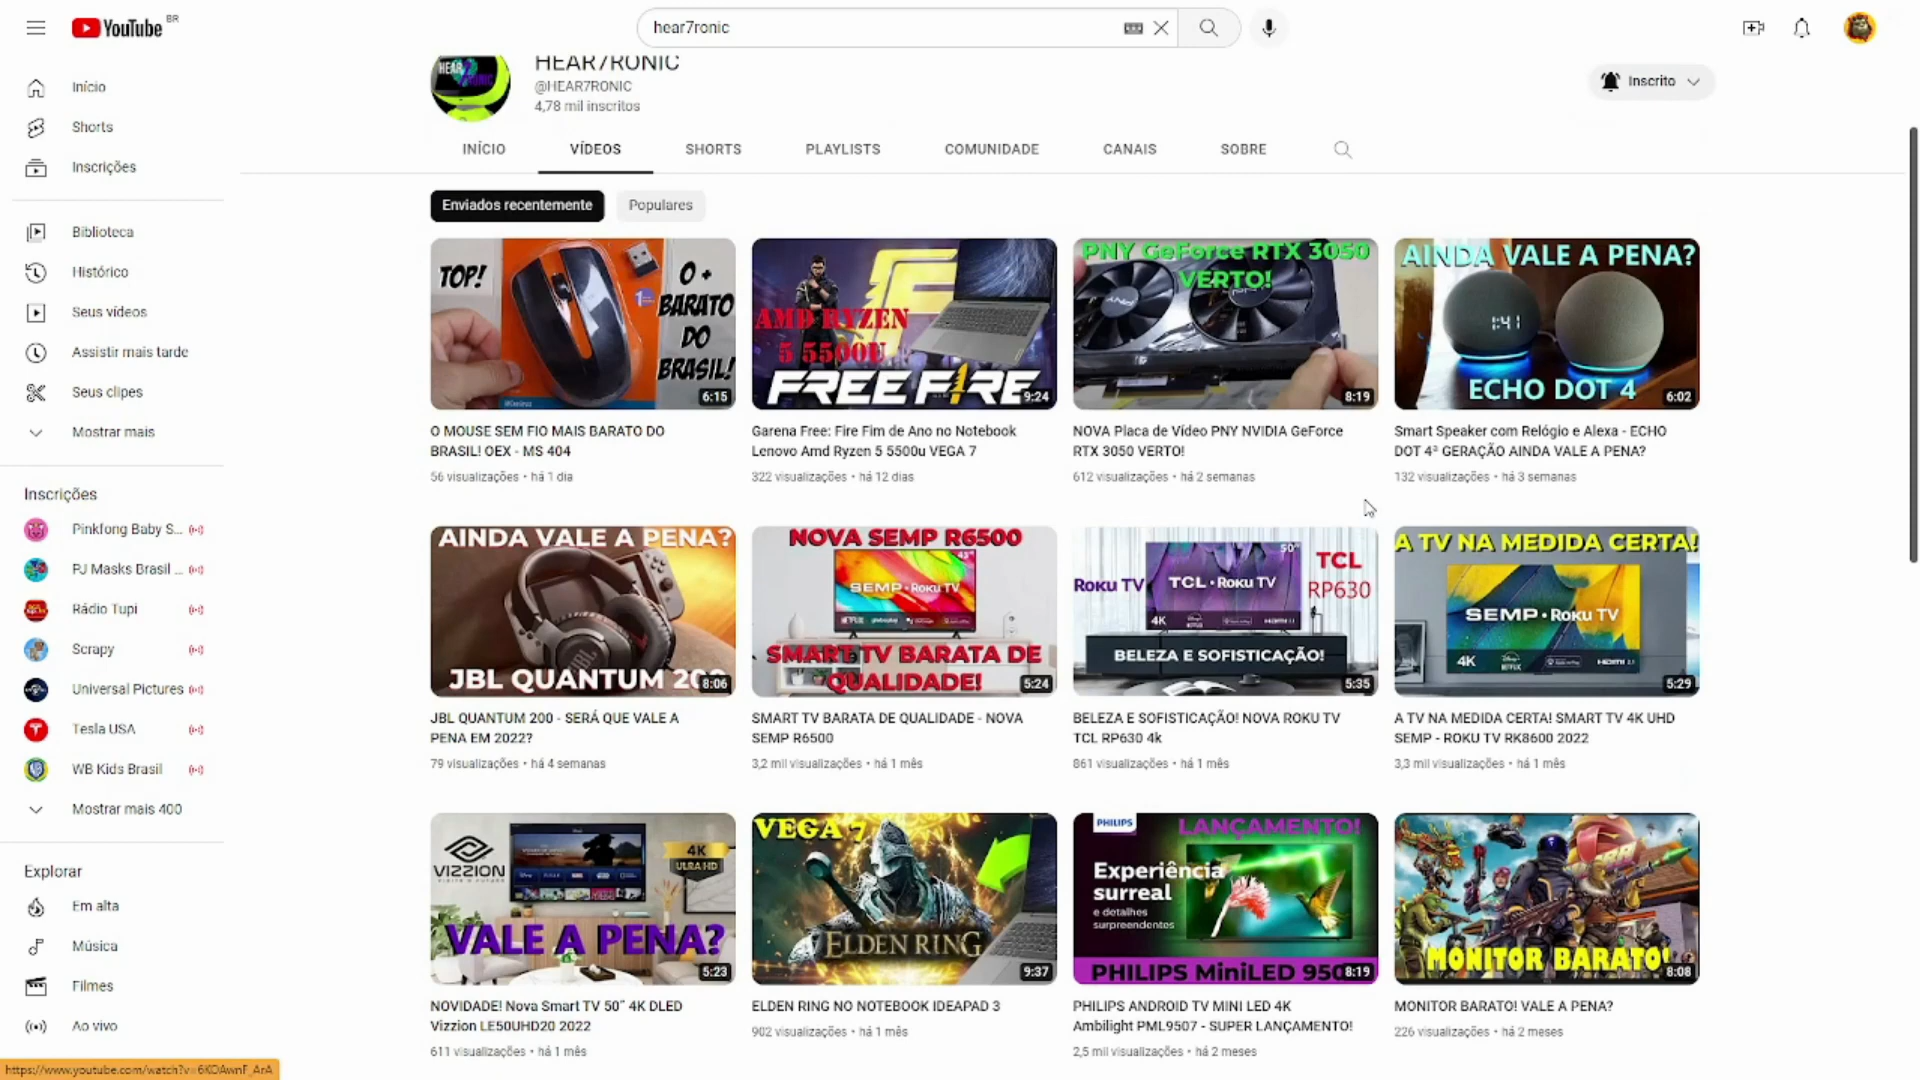 YouTube BR
hear7ronic
Início
Shorts
Inscrições
Biblioteca
Histórico
Seus vídeos
Assistir mais tarde
Seus clipes
Mostrar mais
Inscrições
Pinkfong Baby S...
PJ Masks Brasil ...
Rádio Tupi
Scrapy
Universal Pictures
Tesla USA
WB Kids Brasil
Mostrar mais 400
Explorar
Em alta
Música
Filmes
Ao vivo
HEAR7RONIC
@HEAR7RONIC
4,78 mil inscritos
Inscrito
INÍCIO VÍDEOS SHORTS PLAYLISTS COMUNIDADE CANAIS SOBRE
Enviados recentemente Populares
TOP!
O +
BARATO
DO
BRASIL!
6:15
O MOUSE SEM FIO MAIS BARATO DO
BRASIL! OEX - MS 404
56 visualizações • há 1 dia
AMD RYZEN
5 5500U
FREE FIRE
9:24
Garena Free: Fire Fim de Ano no Notebook
Lenovo Amd Ryzen 5 5500u VEGA 7
322 visualizações • há 12 dias
PNY GeForce RTX 3050
VERTO!
8:19
NOVA Placa de Vídeo PNY NVIDIA GeForce
RTX 3050 VERTO!
612 visualizações • há 2 semanas
AINDA VALE A PENA?
1:41
ECHO DOT 4
6:02
Smart Speaker com Relógio e Alexa - ECHO
DOT 4ª GERAÇÃO AINDA VALE A PENA?
132 visualizações • há 3 semanas
AINDA VALE A PENA?
JBL QUANTUM 200
8:06
JBL QUANTUM 200 - SERÁ QUE VALE A
PENA EM 2022?
79 visualizações • há 4 semanas
NOVA SEMP R6500
43"
SEMP • Roku TV
SMART TV BARATA DE
QUALIDADE!
5:24
SMART TV BARATA DE QUALIDADE - NOVA
SEMP R6500
3,2 mil visualizações • há 1 mês
50"
Roku TV
TCL • Roku TV
TCL
RP630
4K
BELEZA E SOFISTICAÇÃO!
5:35
BELEZA E SOFISTICAÇÃO! NOVA ROKU TV
TCL RP630 4k
861 visualizações • há 1 mês
A TV NA MEDIDA CERTA!
SEMP • Roku TV
4K
5:29
A TV NA MEDIDA CERTA! SMART TV 4K UHD
SEMP - ROKU TV RK8600 2022
3,3 mil visualizações • há 1 mês
VIZZION
4K
ULTRA HD
VALE A PENA?
5:23
NOVIDADE! Nova Smart TV 50" 4K DLED
Vizzion LE50UHD20 2022
611 visualizações • há 1 mês
VEGA 7
ELDEN RING
9:37
ELDEN RING NO NOTEBOOK IDEAPAD 3
902 visualizações • há 1 mês
PHILIPS
LANÇAMENTO!
Experiência
surreal
e detalhes
surpreendentes
PHILIPS MiniLED 950
8:19
PHILIPS ANDROID TV MINI LED 4K
Ambilight PML9507 - SUPER LANÇAMENTO!
2,5 mil visualizações • há 2 meses
MONITOR BARATO!
8:08
MONITOR BARATO! VALE A PENA?
226 visualizações • há 2 meses
https://www.youtube.com/watch?v=6KOAwnF_ArA